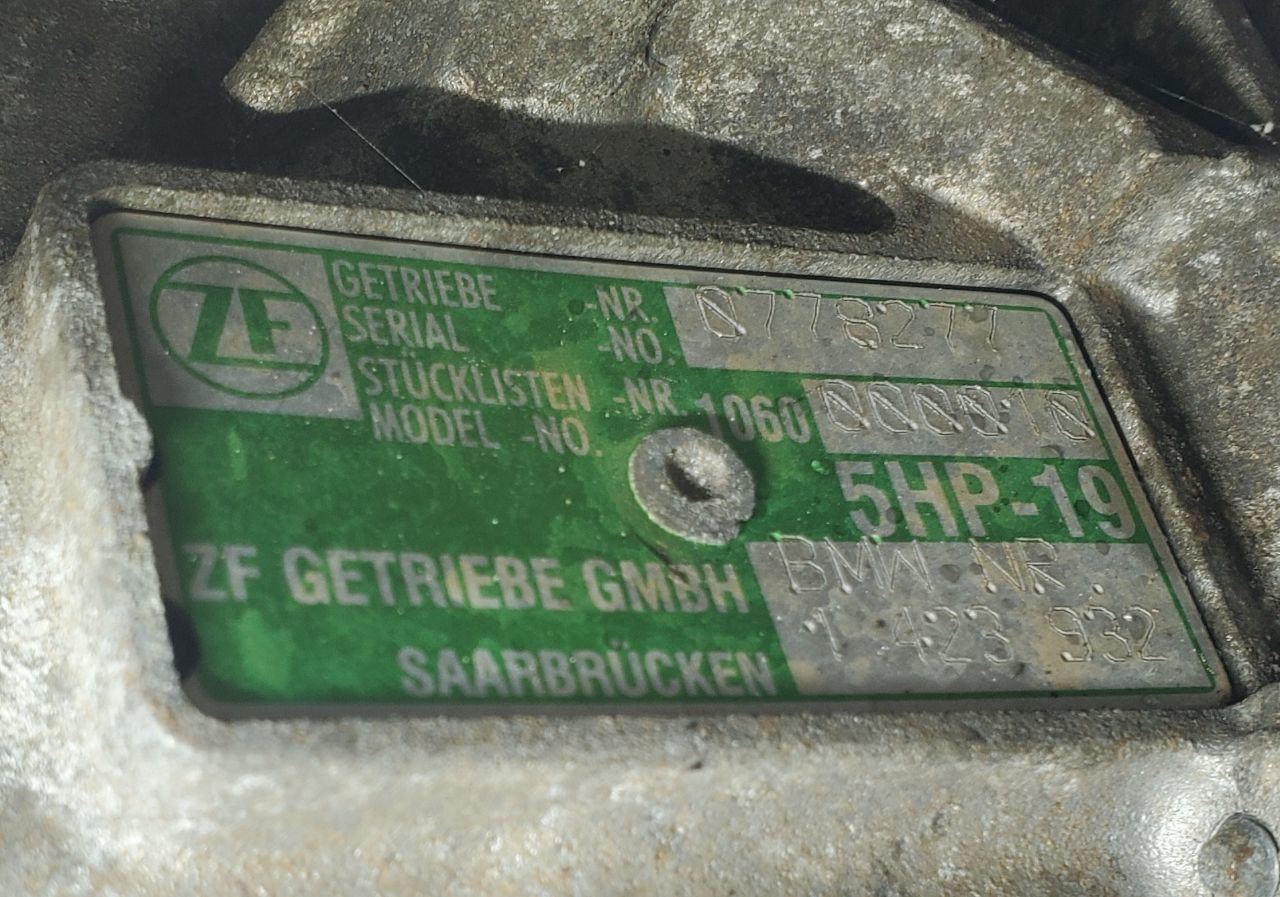 ZF
GETRIEBE -NR. 0778277
SERIAL -NO.
STÜCKLISTEN -NR. 1060 000010
MODEL -NO.
5HP-19
ZF GETRIEBE GMBH
SAARBRÜCKEN
BMW NR.
1 423 932